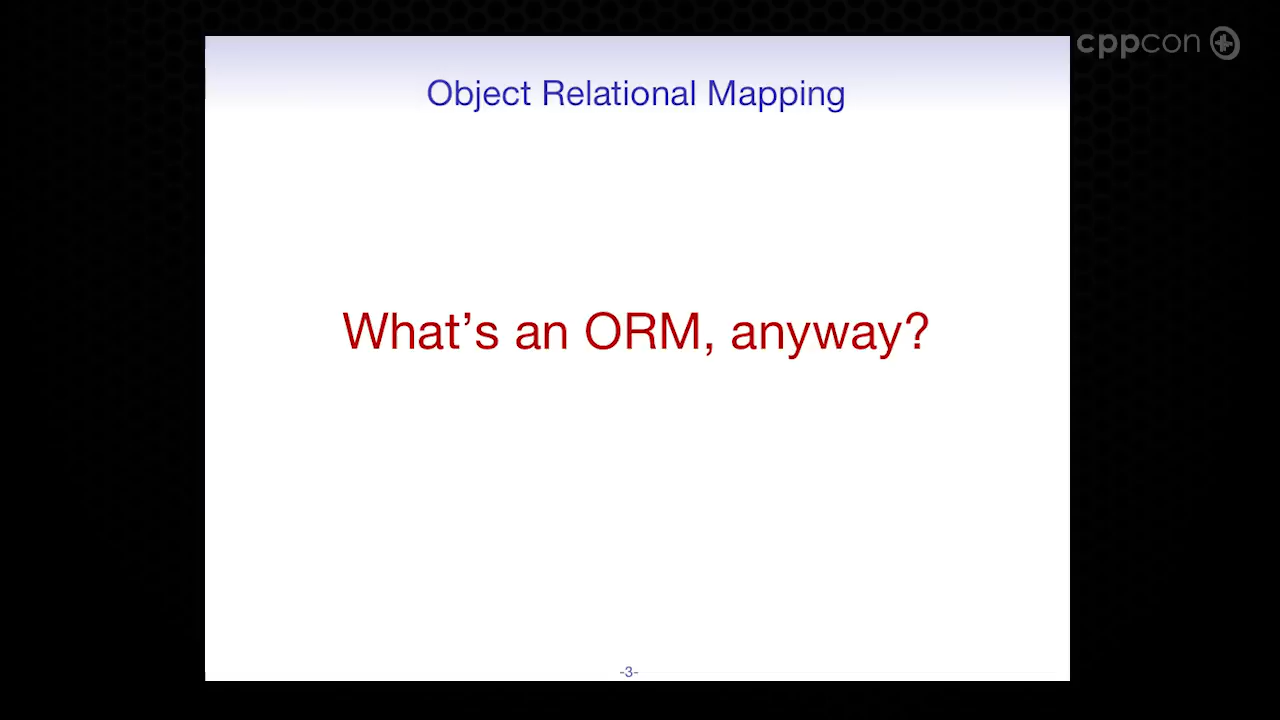 cppcon
Object Relational Mapping
What's an ORM, anyway?
-3-